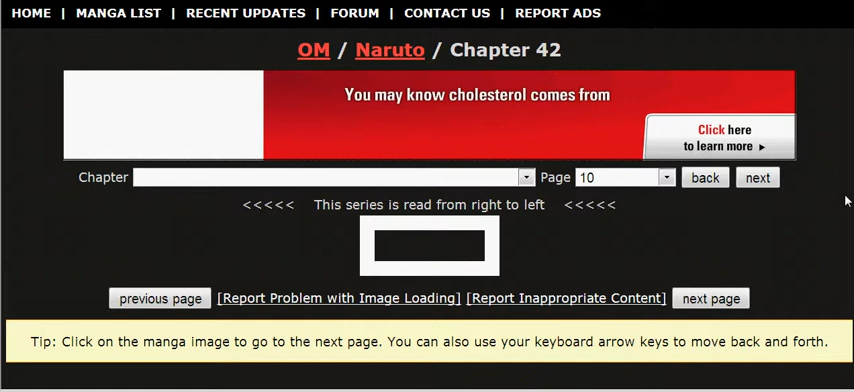 HOME | MANGA LIST | RECENT UPDATES | FORUM | CONTACT US | REPORT ADS
OM / Naruto / Chapter 42
You may know cholesterol comes from
Click here
to learn more ►
Chapter Page 10 back next
<<<<< This series is read from right to left <<<<<
previous page [Report Problem with Image Loading] [Report Inappropriate Content] next page
Tip: Click on the manga image to go to the next page. You can also use your keyboard arrow keys to move back and forth.